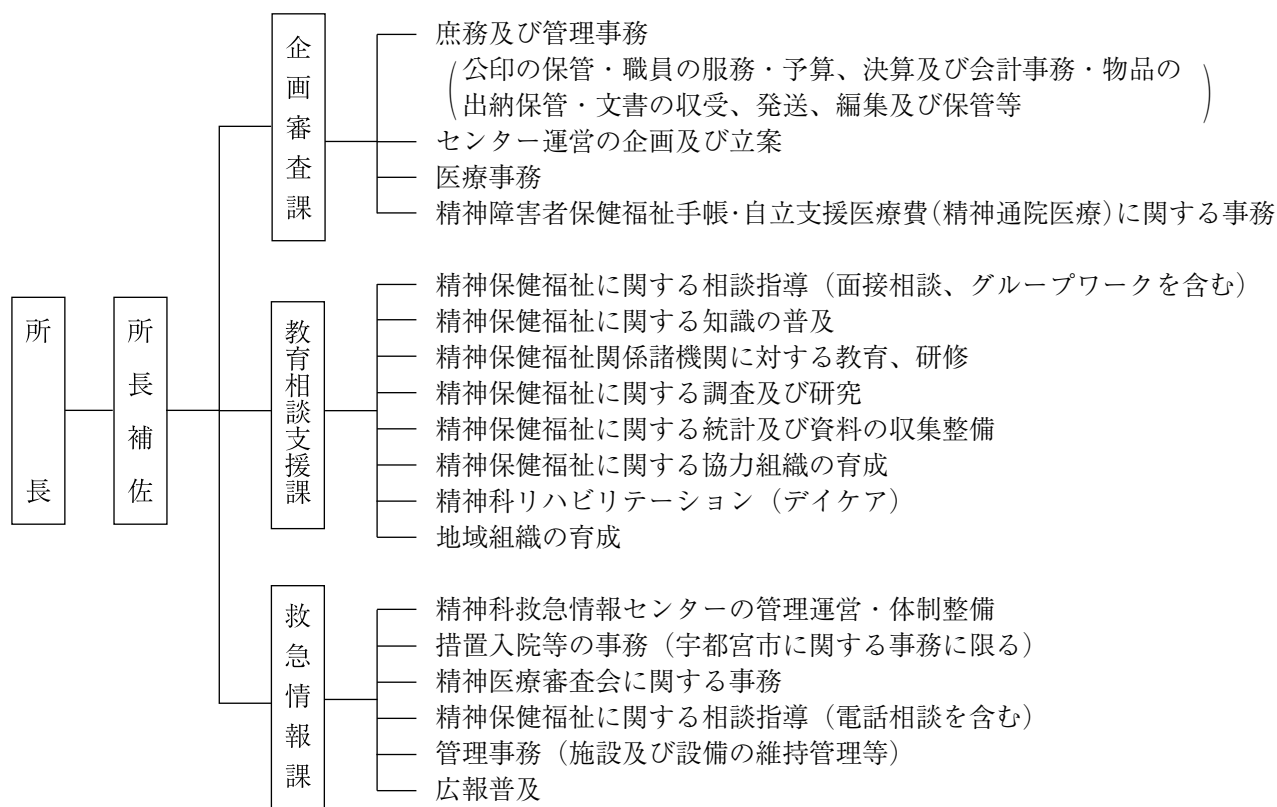 所長
所長補佐
企画審査課
庶務及び管理事務
(公印の保管・職員の服務・予算、決算及び会計事務・物品の
出納保管・文書の収受、発送、編集及び保管等)
センター運営の企画及び立案
医療事務
精神障害者保健福祉手帳・自立支援医療費(精神通院医療)に関する事務
教育相談支援課
精神保健福祉に関する相談指導（面接相談、グループワークを含む）
精神保健福祉に関する知識の普及
精神保健福祉関係諸機関に対する教育、研修
精神保健福祉に関する調査及び研究
精神保健福祉に関する統計及び資料の収集整備
精神保健福祉に関する協力組織の育成
精神科リハビリテーション（デイケア）
地域組織の育成
救急情報課
精神科救急情報センターの管理運営・体制整備
措置入院等の事務（宇都宮市に関する事務に限る）
精神医療審査会に関する事務
精神保健福祉に関する相談指導（電話相談を含む）
管理事務（施設及び設備の維持管理等）
広報普及